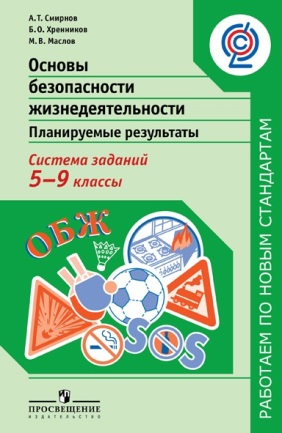 А. Т. Смирнов
Б. О. Хренников
М. В. Маслов
Основы
безопасности
жизнедеятельности
Планируемые результаты
Система заданий
5–9 классы
РАБОТАЕМ ПО НОВЫМ СТАНДАРТАМ
ОБЖ
SOS
ПРОСВЕЩЕНИЕ
ИЗДАТЕЛЬСТВО